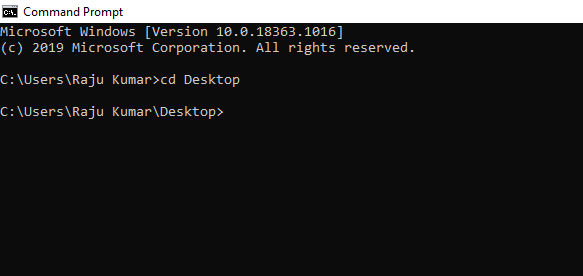 Command Prompt
Microsoft Windows [Version 10.0.18363.1016]
(c) 2019 Microsoft Corporation. All rights reserved.
C:\Users\Raju Kumar>cd Desktop
C:\Users\Raju Kumar\Desktop>